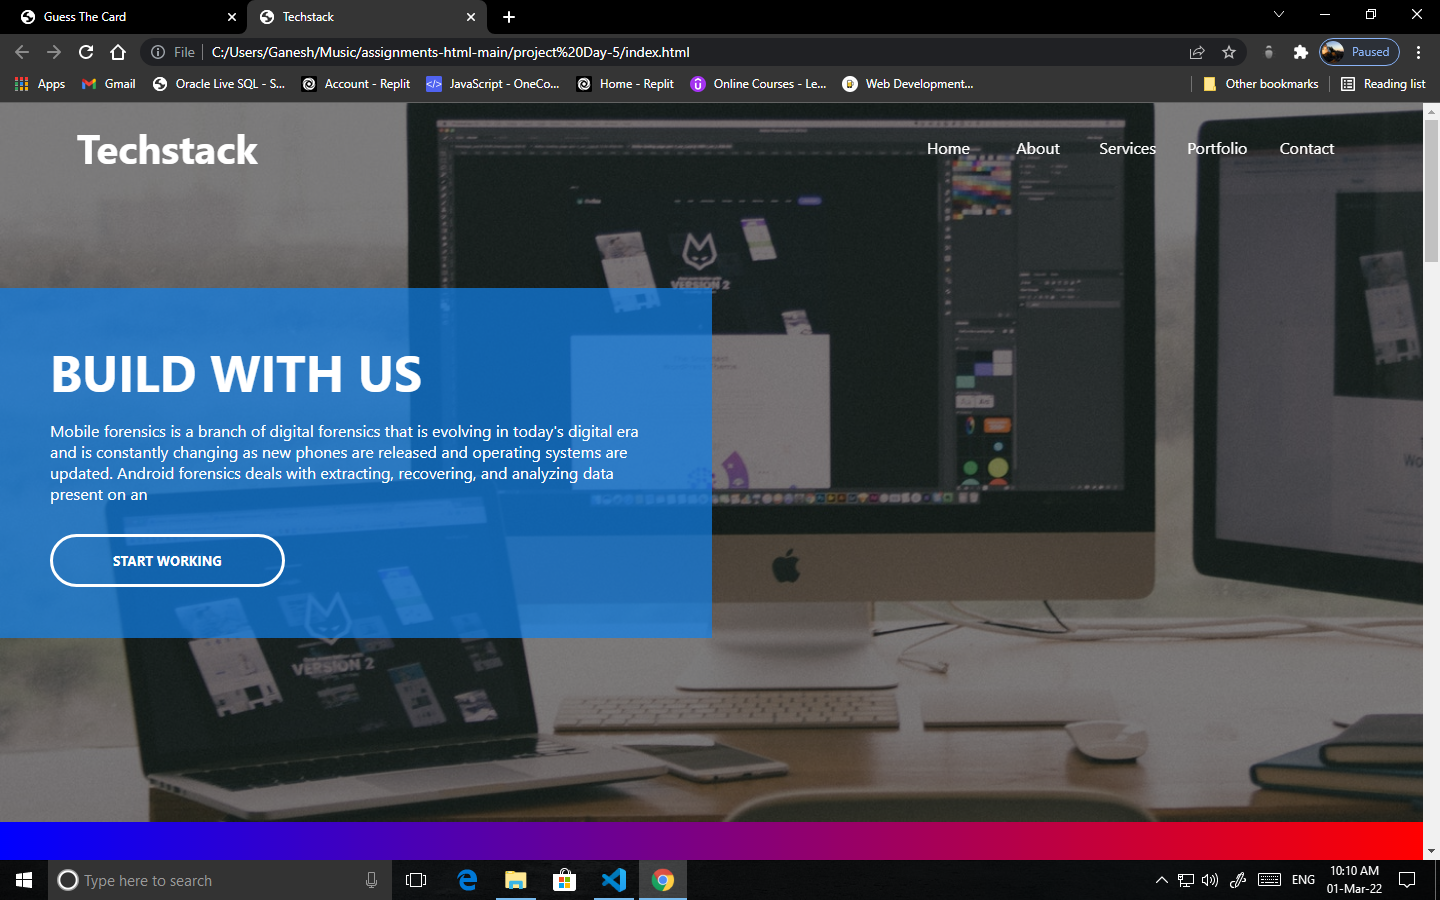 Guess The Card
Techstack
File
C:/Users/Ganesh/Music/assignments-html-main/project%20Day-5/index.html
Paused
Apps
Gmail
Oracle Live SQL - S...
Account - Replit
JavaScript - OneCo...
Home - Replit
Online Courses - Le...
Web Development...
Other bookmarks
Reading list
Techstack
Home
About
Services
Portfolio
Contact
VERSION 2
BUILD WITH US
Mobile forensics is a branch of digital forensics that is evolving in today's digital era
and is constantly changing as new phones are released and operating systems are
updated. Android forensics deals with extracting, recovering, and analyzing data
present on an
START WORKING
VERSION 2
Type here to search
ENG
10:10 AM
01-Mar-22